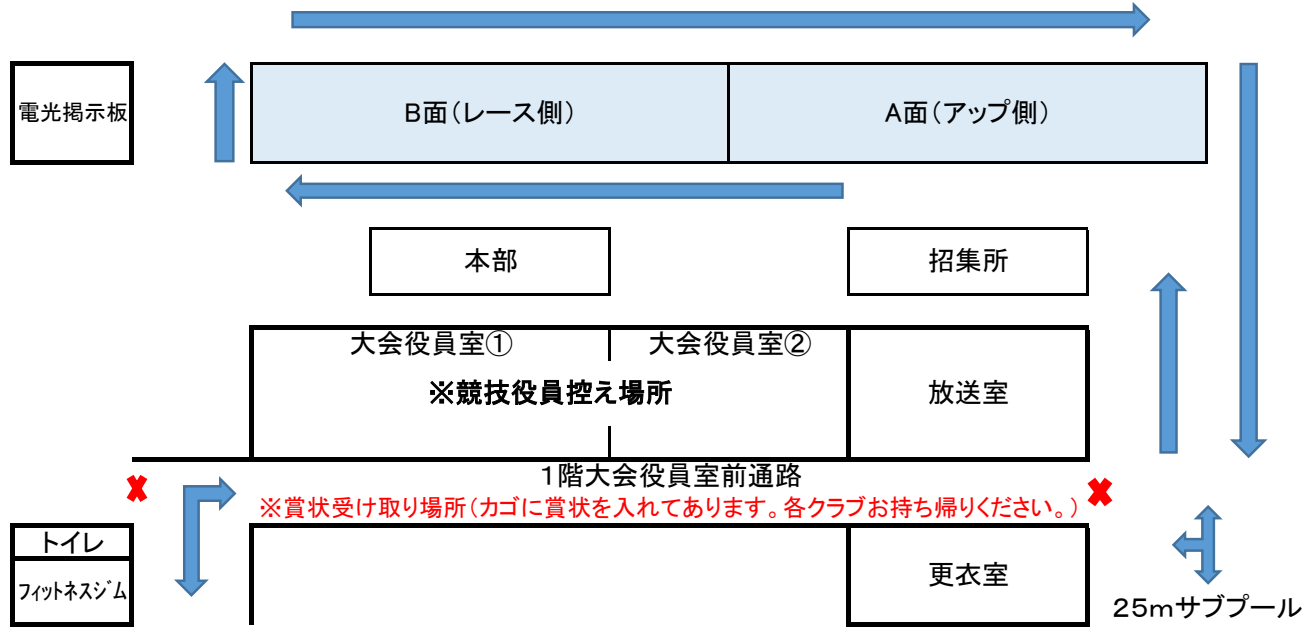 電光掲示板
B面(レース側)
A面(アップ側)
本部
招集所
大会役員室①
大会役員室②
※競技役員控え場所
放送室
1階大会役員室前通路
※賞状受け取り場所(カゴに賞状を入れてあります。各クラブお持ち帰りください。)
トイレ
フィットネスジム
更衣室
25mサブプール